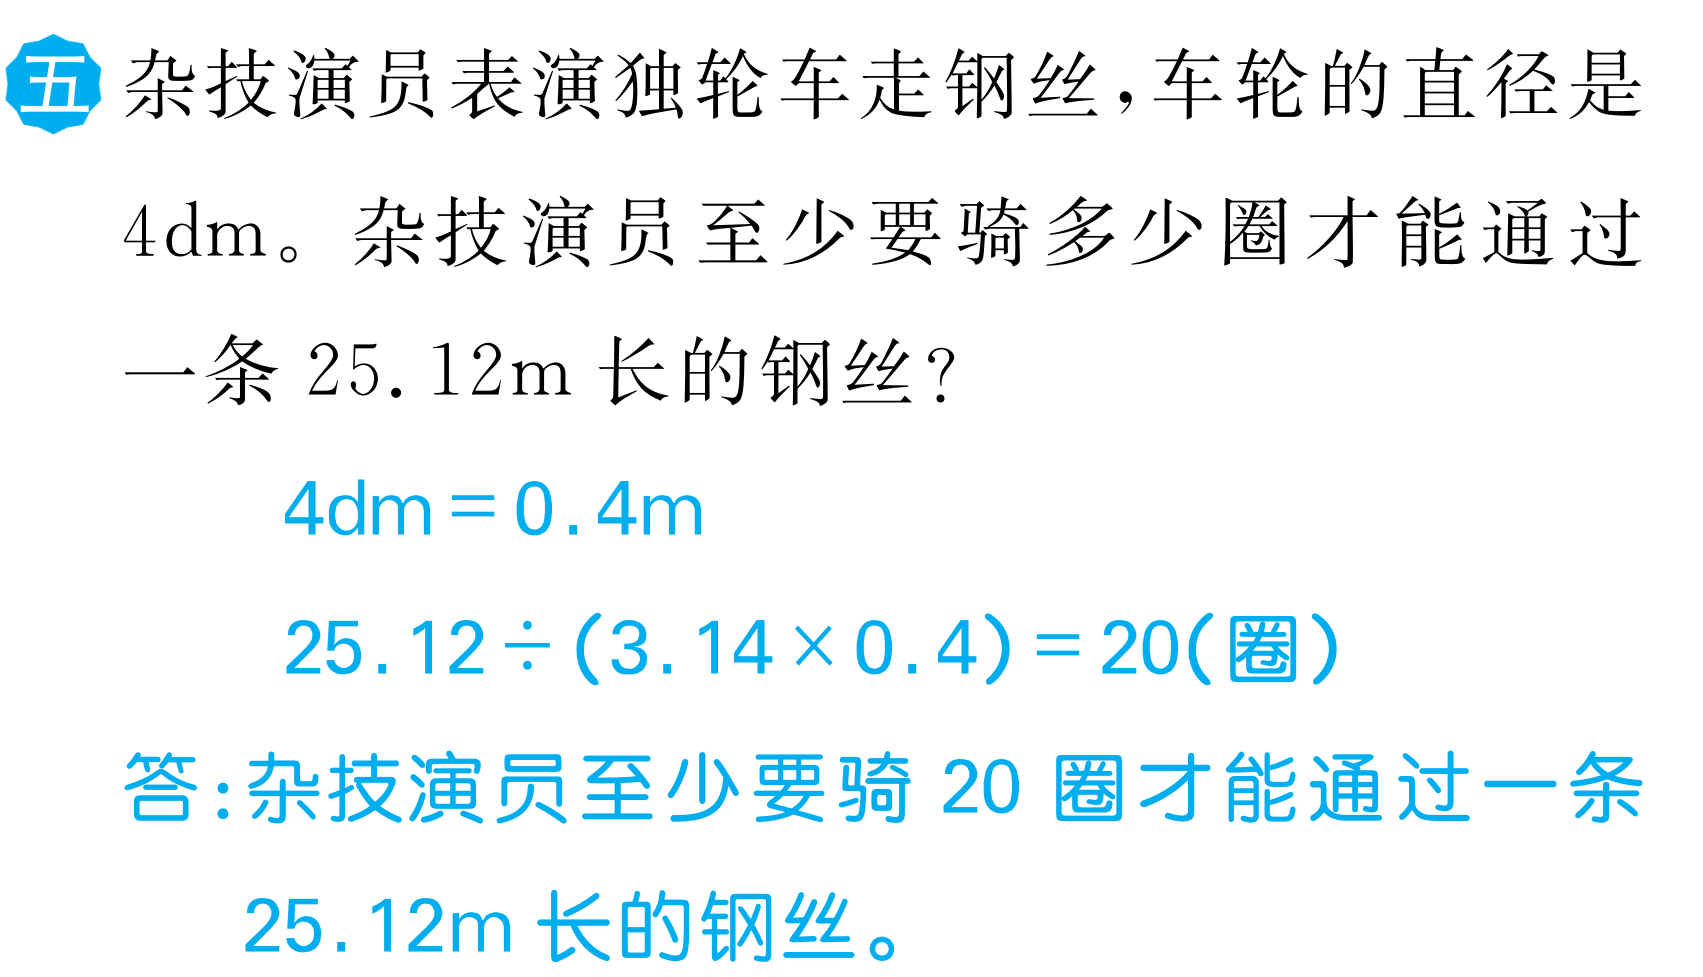 五 杂技演员表演独轮车走钢丝,车轮的直径是
4dm。杂技演员至少要骑多少圈才能通过
一条 25.12m 长的钢丝?
4dm=0.4m
25.12÷(3.14×0.4)=20(圈)
答:杂技演员至少要骑 20 圈才能通过一条
25.12m 长的钢丝。